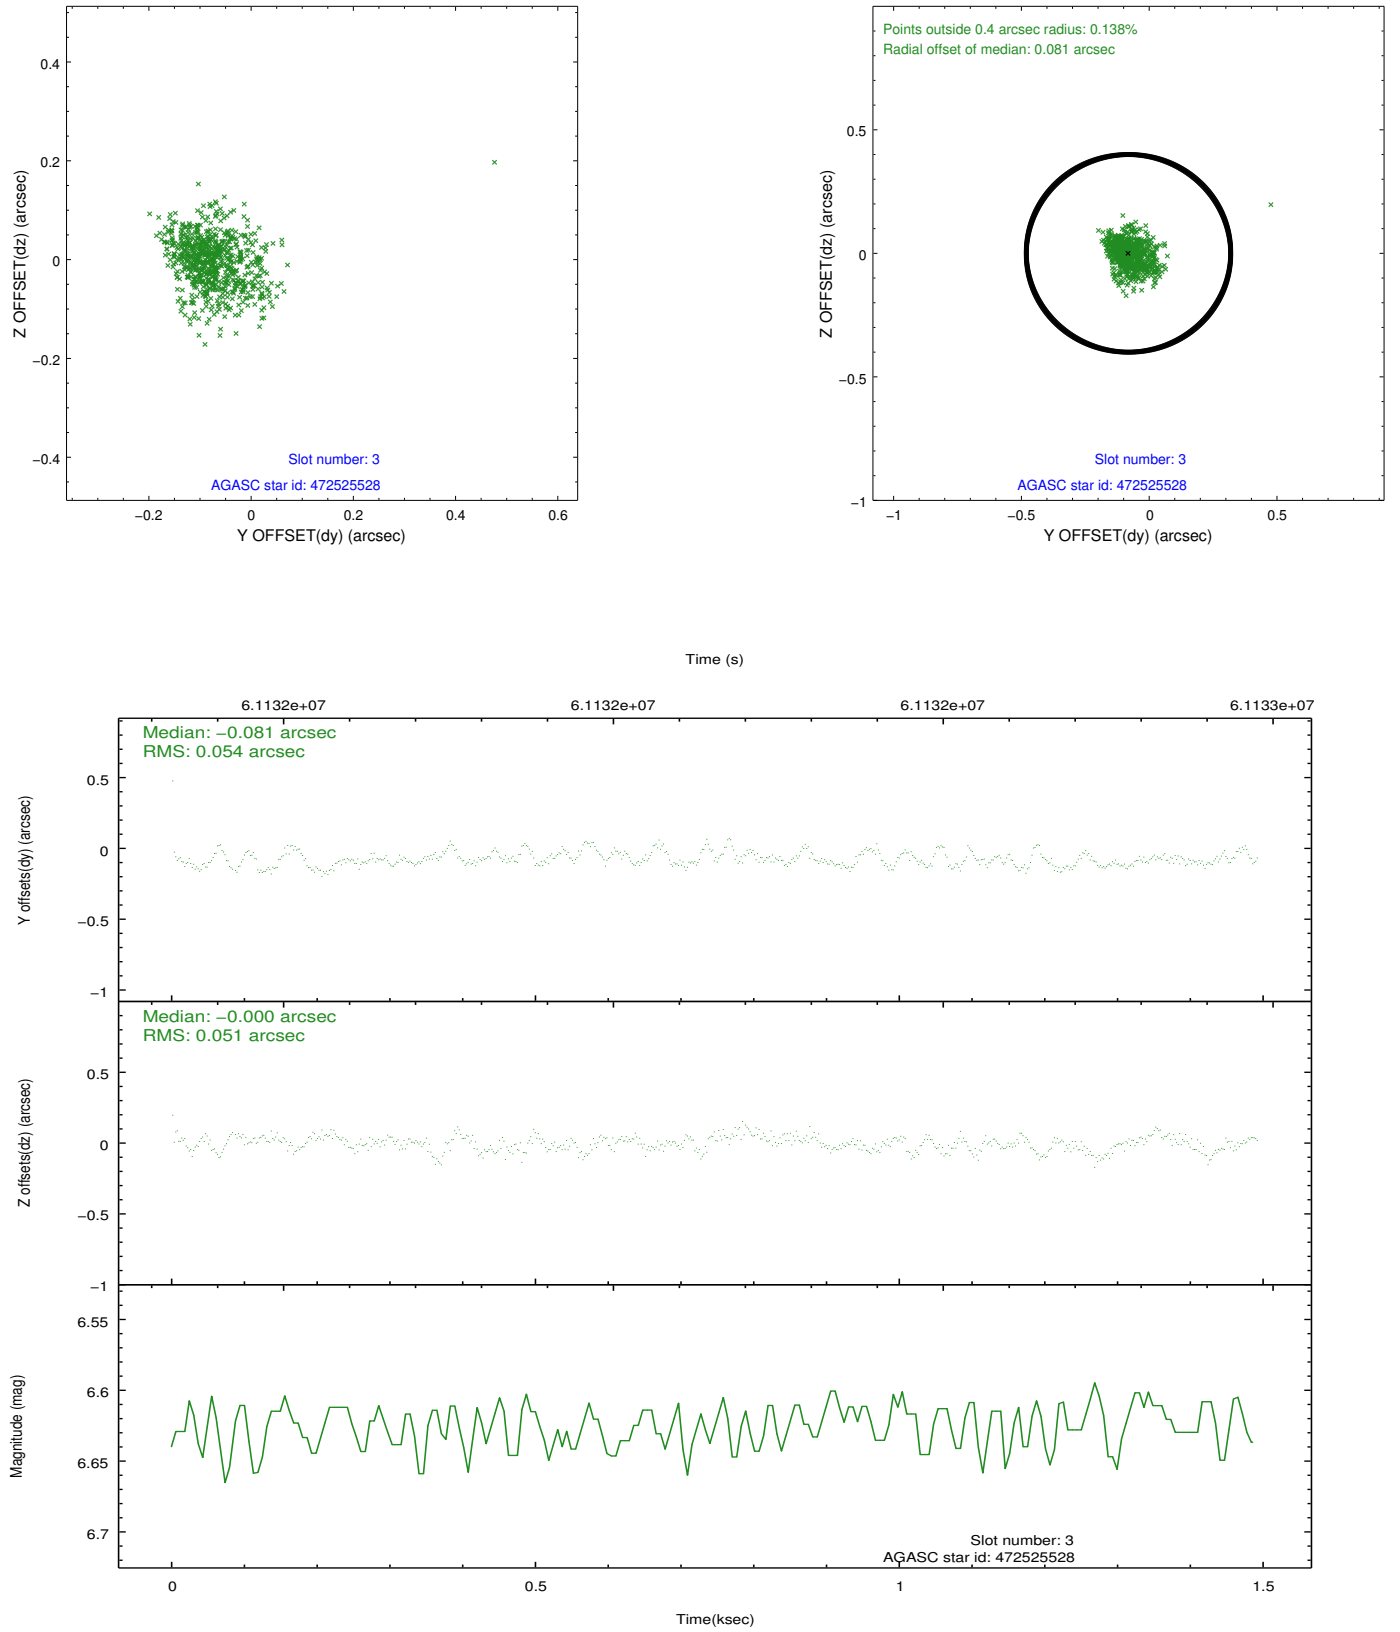 0.4
0.2
0
−0.2
−0.4
Z OFFSET(dz) (arcsec)
Slot number: 3
AGASC star id: 472525528
−0.2 0 0.2 0.4 0.6
Y OFFSET(dy) (arcsec)
Points outside 0.4 arcsec radius: 0.138%
Radial offset of median: 0.081 arcsec
0.5
0
−0.5
−1
Z OFFSET(dz) (arcsec)
Slot number: 3
AGASC star id: 472525528
−1 −0.5 0 0.5
Y OFFSET(dy) (arcsec)
Time (s)
6.1132e+07 6.1132e+07 6.1132e+07 6.1133e+07
Median: −0.081 arcsec
RMS: 0.054 arcsec
0.5
0
−0.5
−1
Y offsets(dy) (arcsec)
Median: −0.000 arcsec
RMS: 0.051 arcsec
0.5
0
−0.5
−1
Z offsets(dz) (arcsec)
6.55
6.6
6.65
6.7
Magnitude (mag)
Slot number: 3
AGASC star id: 472525528
0 0.5 1 1.5
Time(ksec)